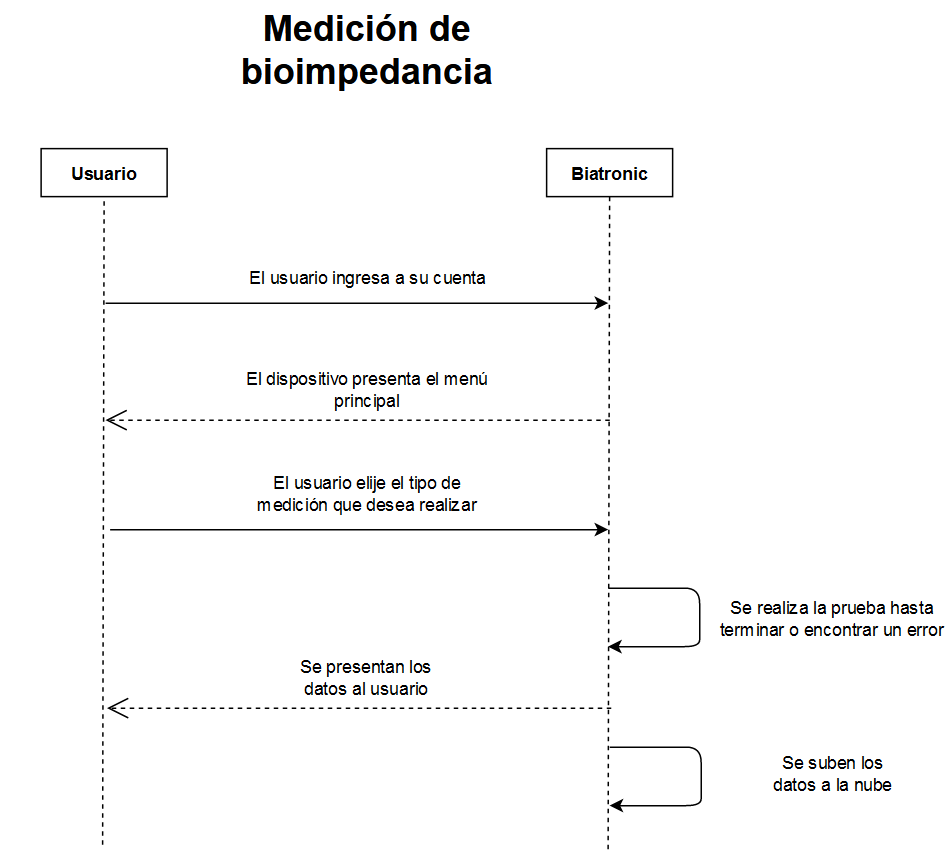 Medición de
bioimpedancia
Usuario
Biatronic
El usuario ingresa a su cuenta
El dispositivo presenta el menú
principal
El usuario elije el tipo de
medición que desea realizar
Se realiza la prueba hasta
terminar o encontrar un error
Se presentan los
datos al usuario
Se suben los
datos a la nube